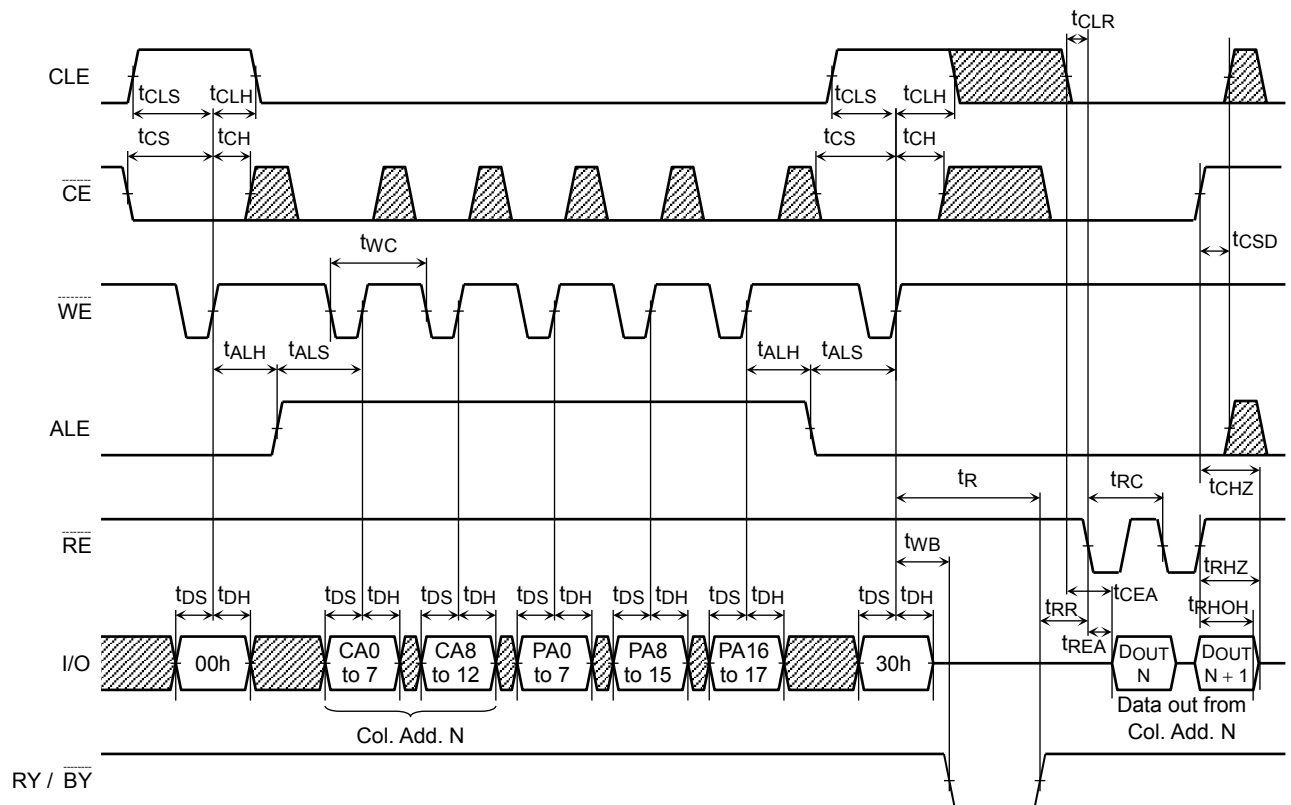 tCLR
CLE
tCLS tCLH tCLS tCLH
tCS tCH tCS tCH
CE
tWC tCSD
WE
tALH tALS tALH tALS
ALE
tR tRC tCHZ
RE
tWB tRHZ
tDS tDH tDS tDH tDS tDH tDS tDH tDS tDH tDS tDH tDS tDH tCEA
tRR tRHOH
tREA
I/O 00h CA0 to 7 CA8 to 12 PA0 to 7 PA8 to 15 PA16 to 17 30h DOUT N DOUT N + 1
Data out from
Col. Add. N Col. Add. N
RY / BY